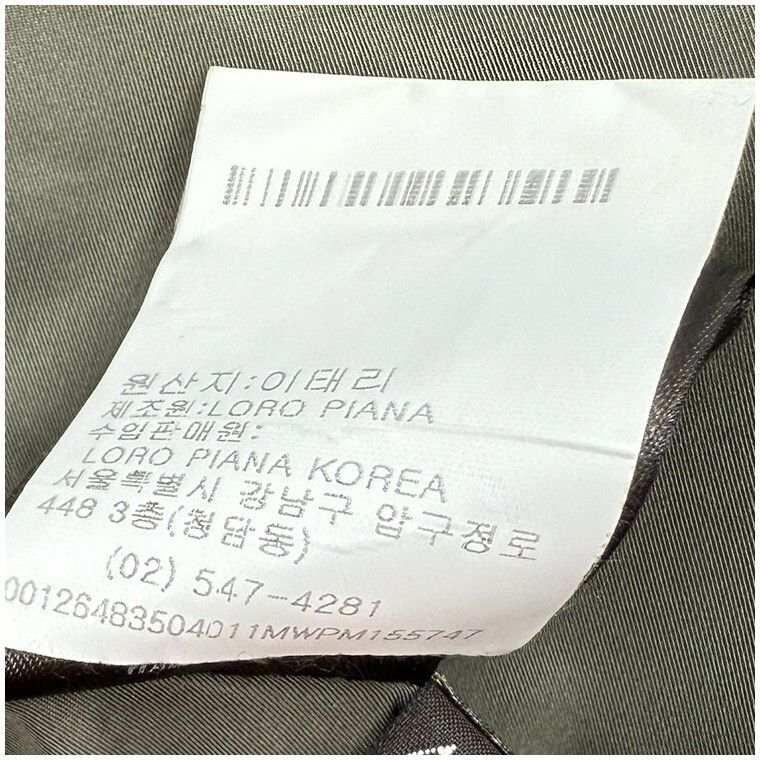 원산지:이태리
제조원:LORO PIANA
수입판매원:
LORO PIANA KOREA
서울특별시 강남구 압구정로
448 3층(청담동)
(02) 547-4281
00126483504011MWPM155747